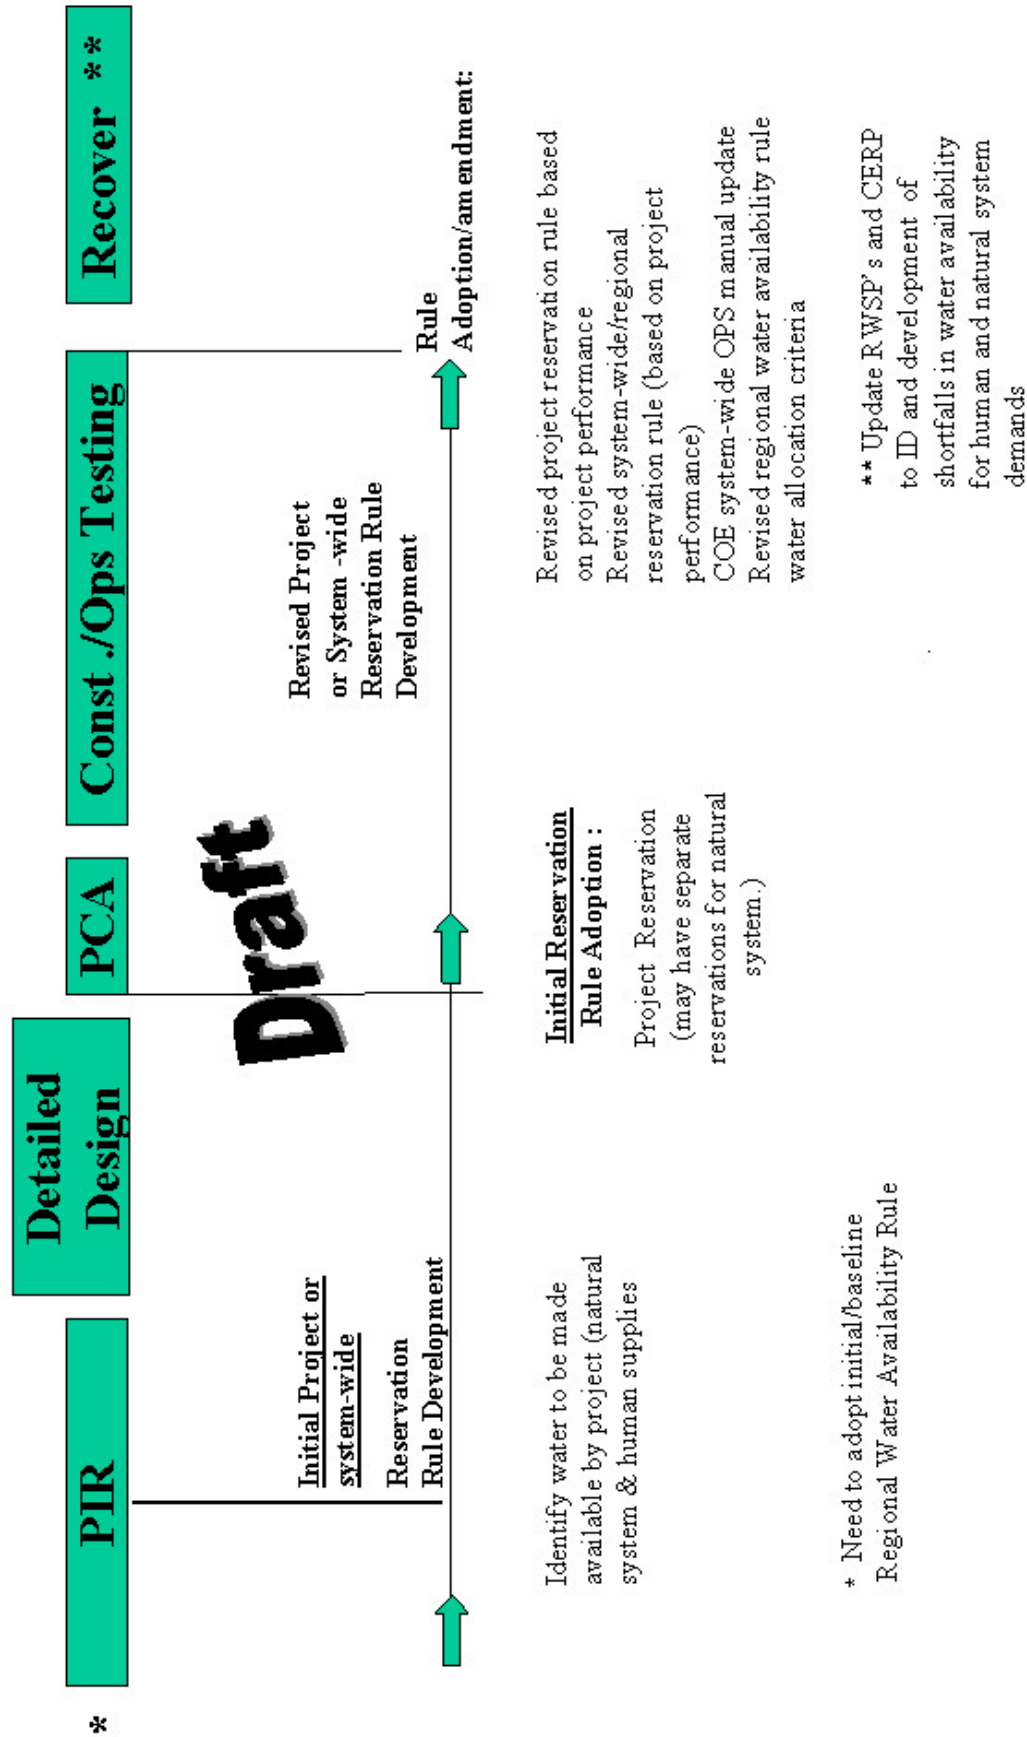 *
PIR
Detailed
Design
PCA
Const ./Ops Testing
Recover **
Draft
Initial Project or
system-wide
Reservation
Rule Development
Revised Project
or System -wide
Reservation Rule
Development
Rule
Adoption/amendment:
Identify water to be made
available by project (natural
system & human supplies
Initial Reservation
Rule Adoption :
Project Reservation
(may have separate
reservations for natural
system.)
Revised project reservation rule based
on project performance
Revised system-wide/regional
reservation rule (based on project
performance)
COE system-wide OPS manual update
Revised regional water availability rule
water allocation criteria
* Need to adopt initial/baseline
Regional Water Availability Rule
** Update RWSP's and CERP
to ID and development of
shortfalls in water availability
for human and natural system
demands